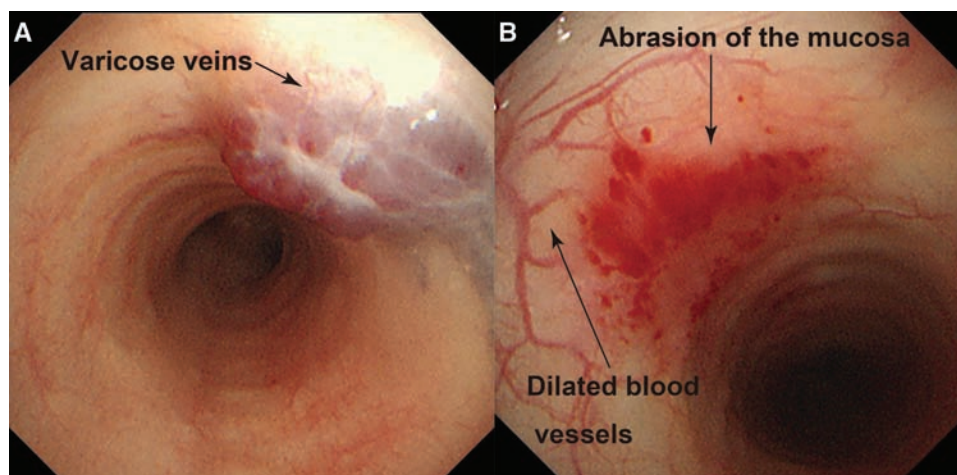 A
Varicose veins
B
Abrasion of the mucosa
Dilated blood
vessels